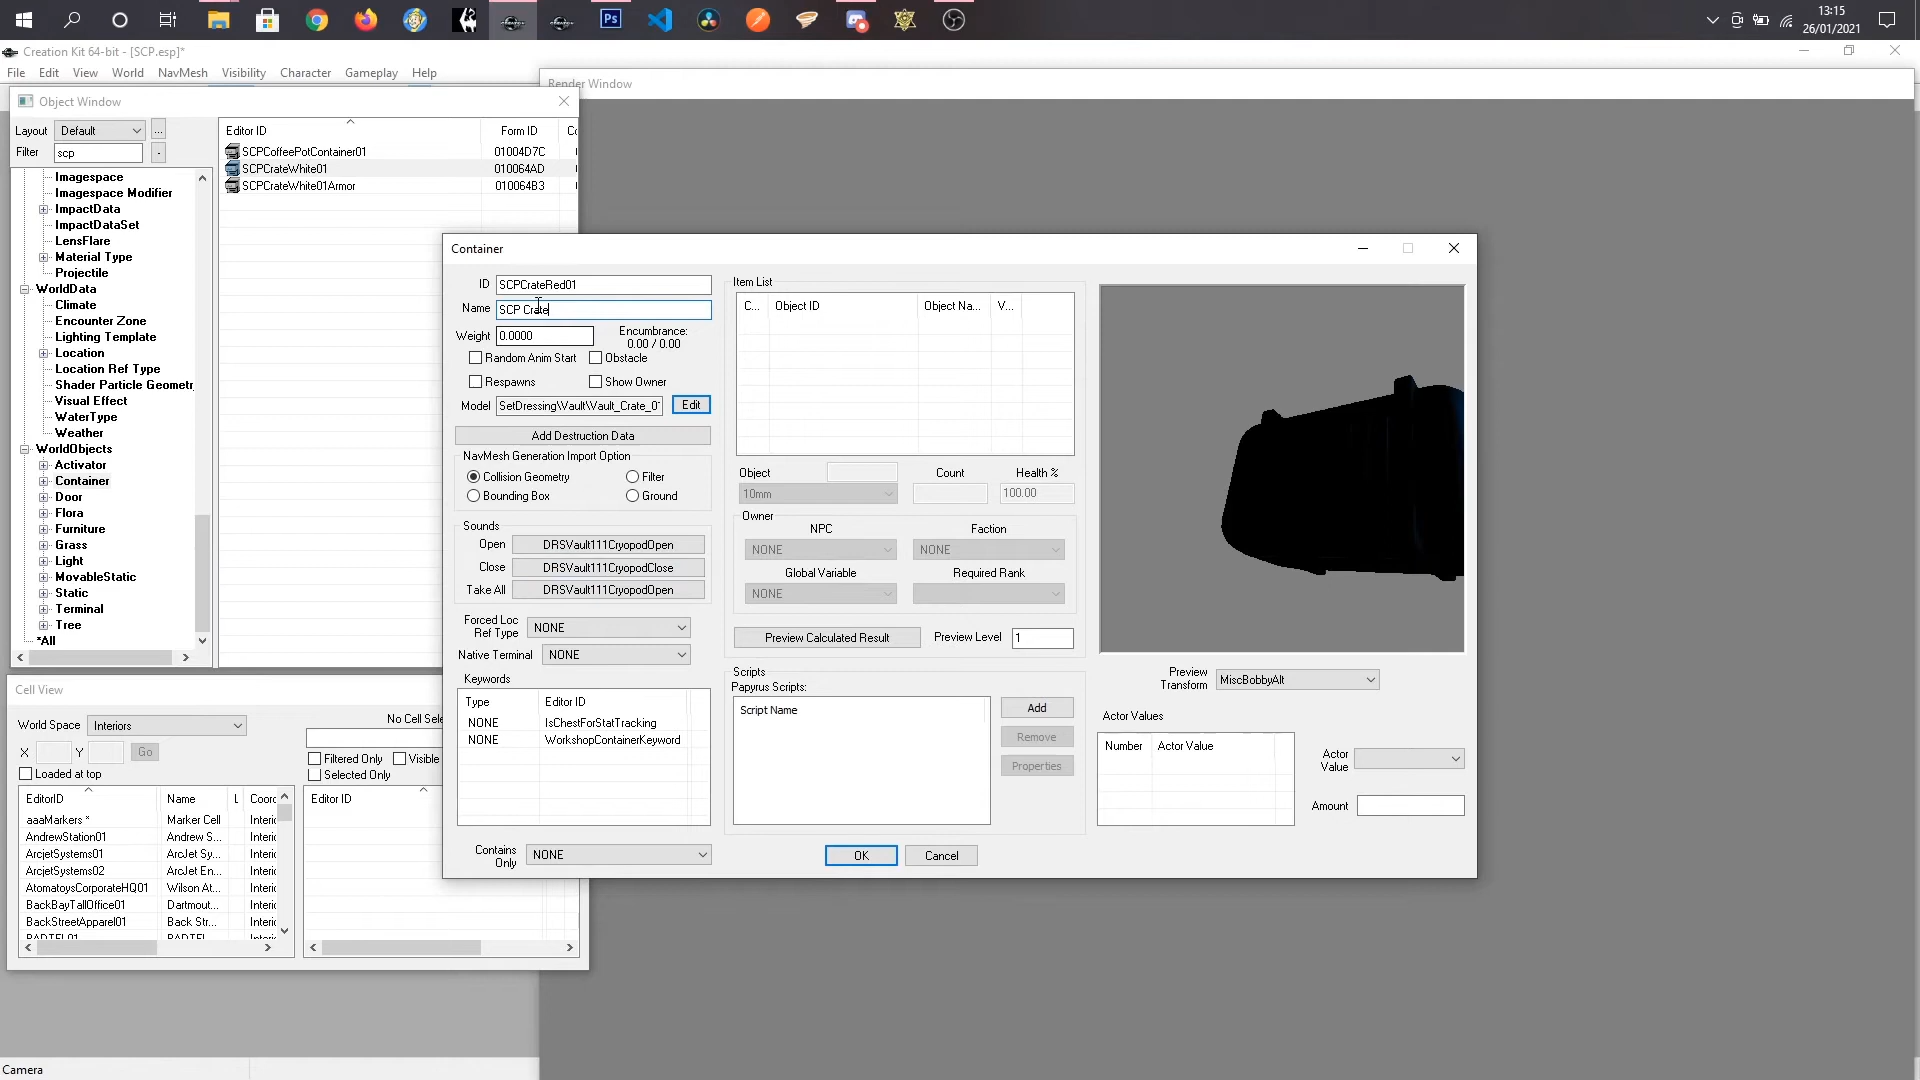 13:15
26/01/2021
Creation Kit 64-bit - [SCP.esp]*
File Edit View World NavMesh Visibility Character Gameplay Help
Render Window
Object Window
Layout Default ...
Filter scp -
Imagespace
Imagespace Modifier
ImpactData
ImpactDataSet
LensFlare
Material Type
Projectile
WorldData
Climate
Encounter Zone
Lighting Template
Location
Location Ref Type
Shader Particle Geometr
Visual Effect
WaterType
Weather
WorldObjects
Activator
Container
Door
Flora
Furniture
Grass
Light
MovableStatic
Static
Terminal
Tree
*All
Editor ID Form ID
SCPCoffeePotContainer01 01004D7C
SCPCrateWhite01 010064AD
SCPCrateWhite01Armor 010064B3
Container
ID SCPCrateRed01
Name SCP Crate
Weight 0.0000 Encumbrance:
0.00 / 0.00
Random Anim Start Obstacle
Respawns Show Owner
Model SetDressing\Vault\Vault_Crate_0 Edit
Add Destruction Data
NavMesh Generation Import Option
Collision Geometry Filter
Bounding Box Ground
Sounds
Open DRSVault111CryopodOpen
Close DRSVault111CryopodClose
Take All DRSVault111CryopodOpen
Forced Loc
Ref Type NONE
Native Terminal NONE
Keywords
Type Editor ID
NONE IsChestForStatTracking
NONE WorkshopContainerKeyword
Contains
Only NONE
Item List
C... Object ID Object Na... V...
Object Count Health %
10mm 100.00
Owner
NPC Faction
NONE NONE
Global Variable Required Rank
NONE
Preview Calculated Result Preview Level 1
Scripts
Papyrus Scripts:
Script Name
Add
Remove
Properties
OK Cancel
Preview
Transform MiscBobbyAlt
Actor Values
Number Actor Value
Actor
Value
Amount
Cell View
World Space Interiors
No Cell Sele
X Y Go
Loaded at top
Filtered Only Visible
Selected Only
EditorID Name L Coord
aaaMarkers * Marker Cell Interic
AndrewStation01 Andrew S... Interic
ArcjetSystems01 ArcJet Sy... Interic
ArcjetSystems02 ArcJet En... Interic
AtomatoysCorporateHQ01 Wilson At... Interic
BackBayTallOffice01 Dartmout... Interic
BackStreetApparel01 Back Str... Interic
Editor ID
Camera
Ps